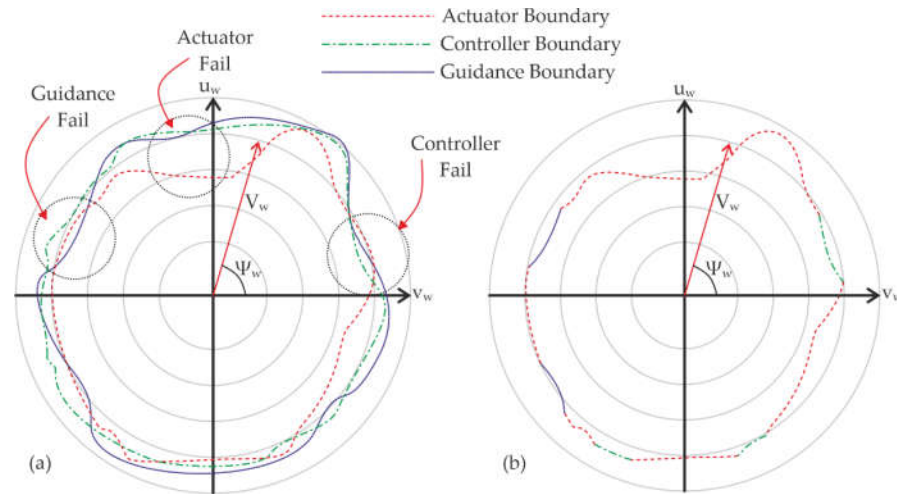 Actuator Boundary
Controller Boundary
Guidance Boundary
Actuator
Fail
Guidance
Fail
Controller
Fail
u_w
V_w
Ψ_w
v_w
(a)
u_w
V_w
Ψ_w
v_w
(b)